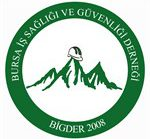 BURSA İŞ SAĞLIĞI VE GÜVENLİĞİ DERNEĞİ
BİGDER 2008